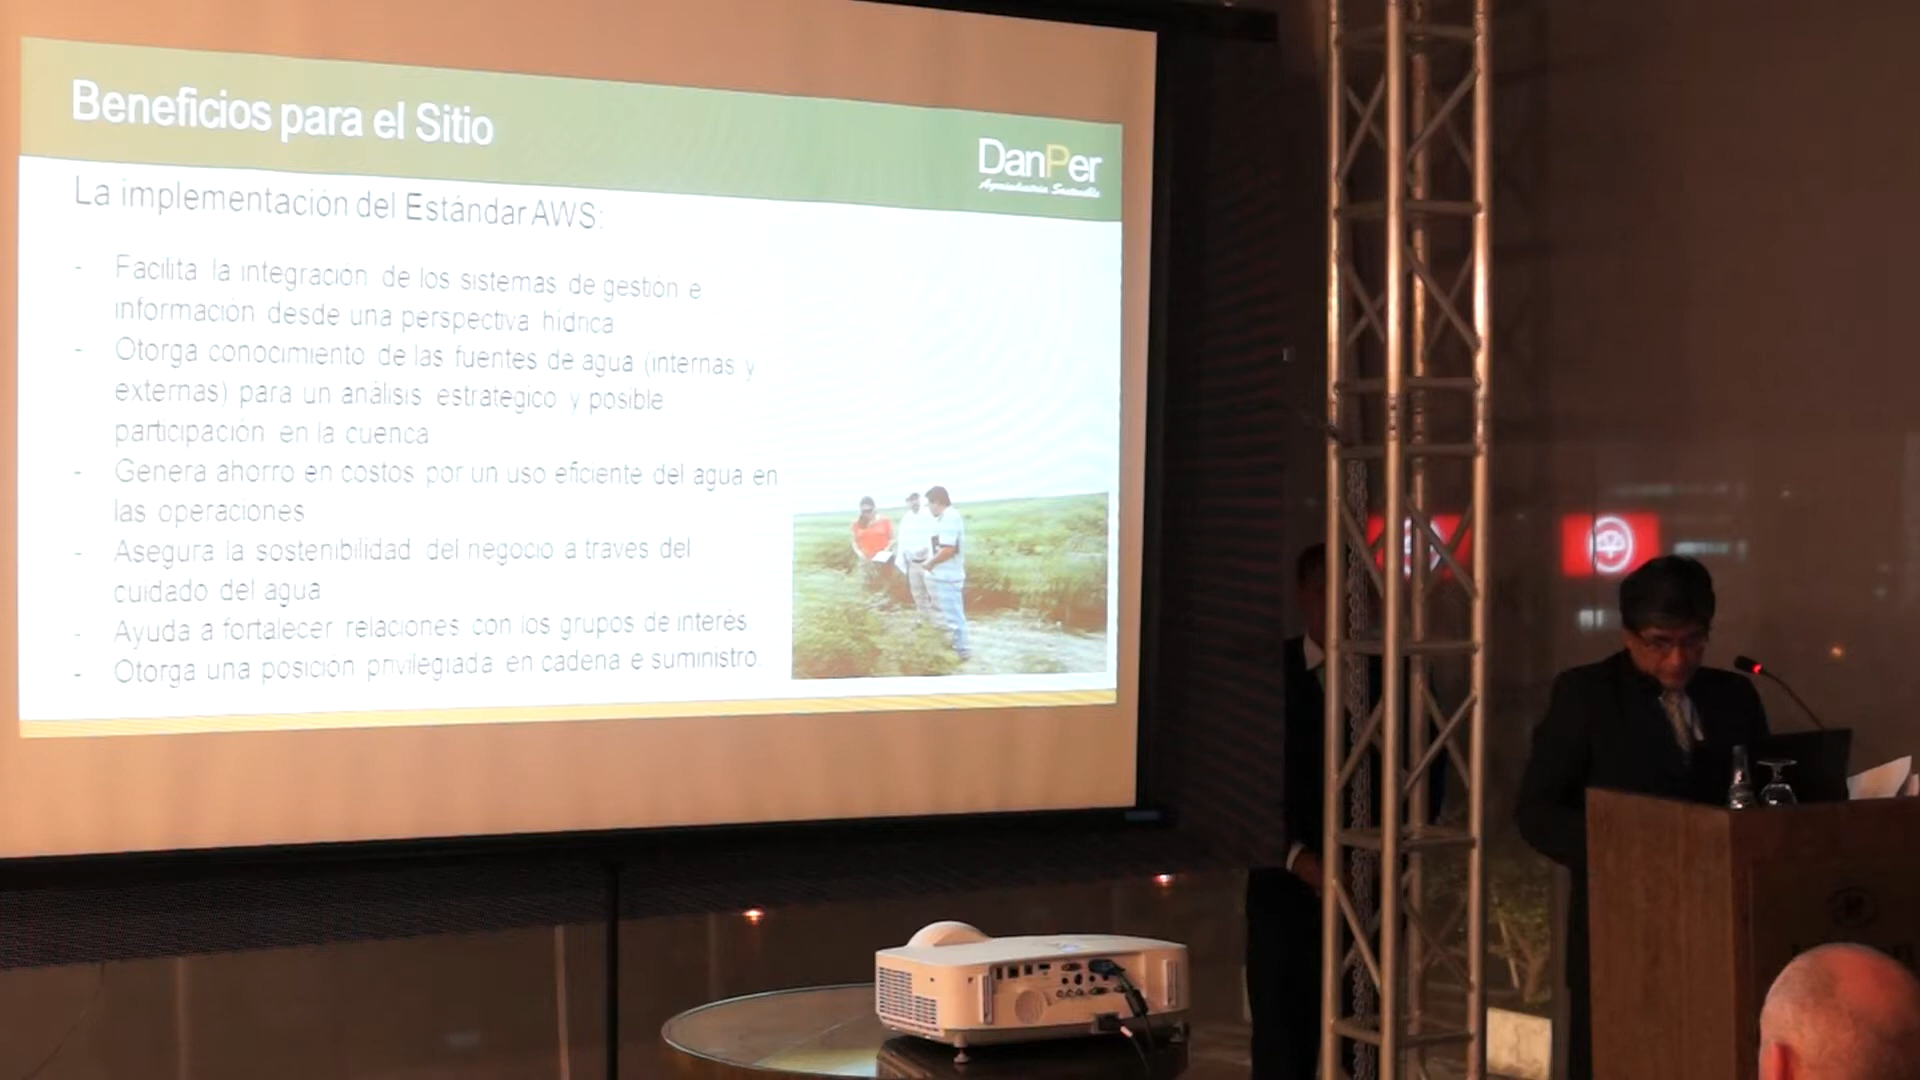 Beneficios para el Sitio
DanPer
Agroindustria Sostenible
La implementación del Estándar AWS:
- Facilita la integración de los sistemas de gestión e
información desde una perspectiva hídrica
- Otorga conocimiento de las fuentes de agua (internas y
externas) para un análisis estratégico y posible
participación en la cuenca
- Genera ahorro en costos por un uso eficiente del agua en
las operaciones
- Asegura la sostenibilidad del negocio a traves del
cuidado del agua
- Ayuda a fortalecer relaciones con los grupos de interés
- Otorga una posición privilegiada en cadena e suministro.